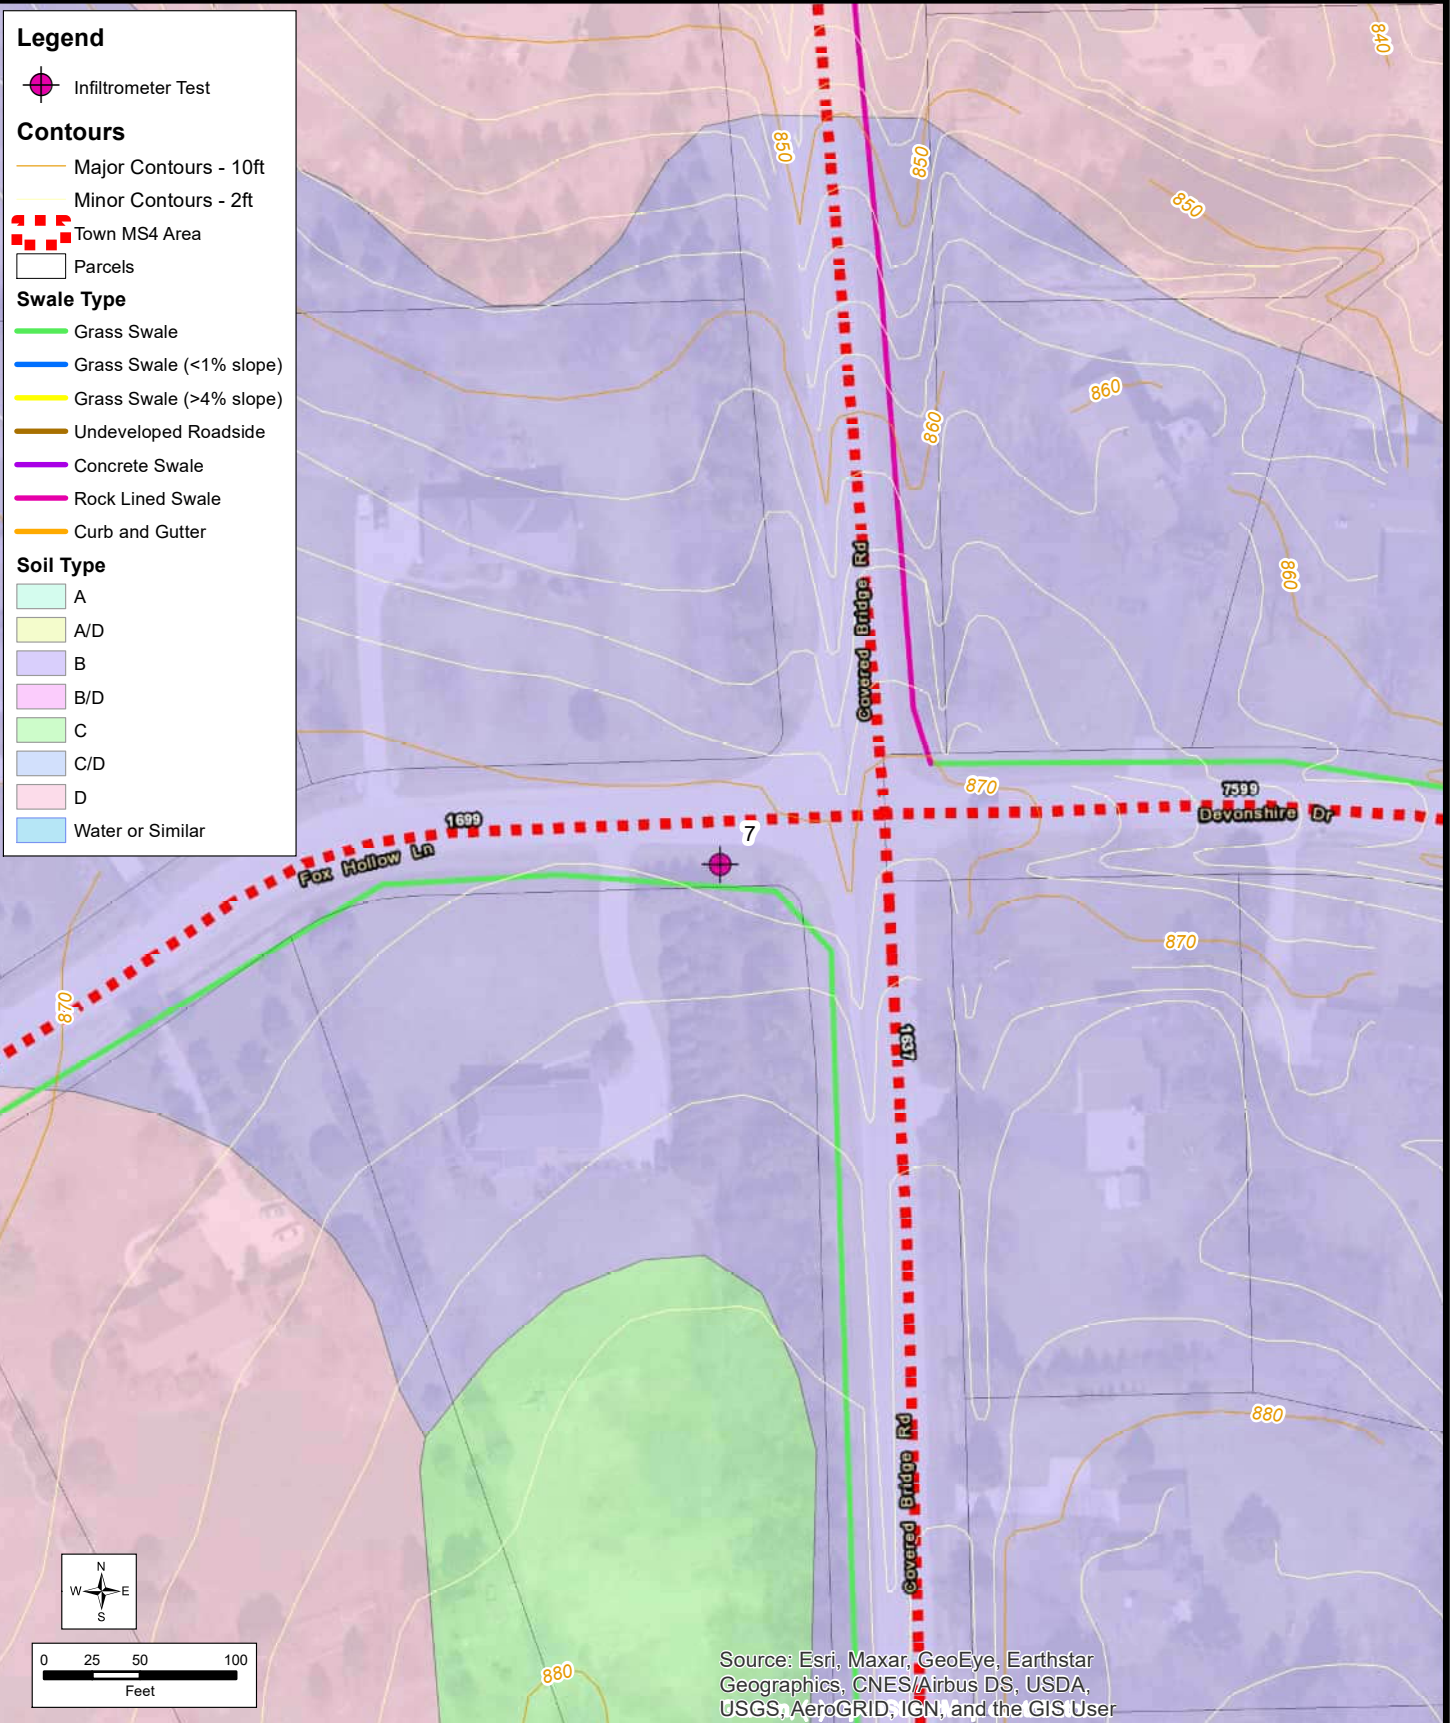 Legend
Infiltrometer Test
Contours
Major Contours - 10ft
Minor Contours - 2ft
Town MS4 Area
Parcels
Swale Type
Grass Swale
Grass Swale (<1% slope)
Grass Swale (>4% slope)
Undeveloped Roadside
Concrete Swale
Rock Lined Swale
Curb and Gutter
Soil Type
A
A/D
B
B/D
C
C/D
D
Water or Similar
840
850
850
850
860
860
860
Covered Bridge Rd
870
7599
Devonshire Dr
1699
7
Fox Hollow Ln
870
870
1637
880
Covered Bridge Rd
880
N
W E
S
0 25 50 100
Feet
Source: Esri, Maxar, GeoEye, Earthstar
Geographics, CNES/Airbus DS, USDA,
USGS, AeroGRID, IGN, and the GIS User